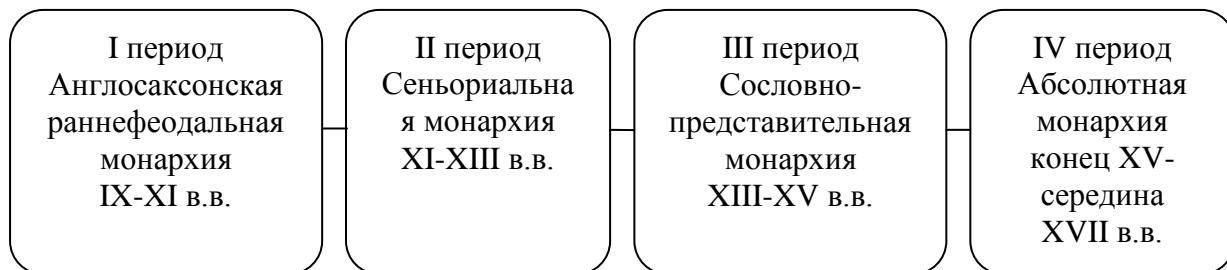 I период
Англосаксонская
раннефеодальная
монархия
IX-XI в.в.
II период
Сеньориальна
я монархия
XI-XIII в.в.
III период
Сословно-
представительная
монархия
XIII-XV в.в.
IV период
Абсолютная
монархия
конец XV-
середина
XVII в.в.